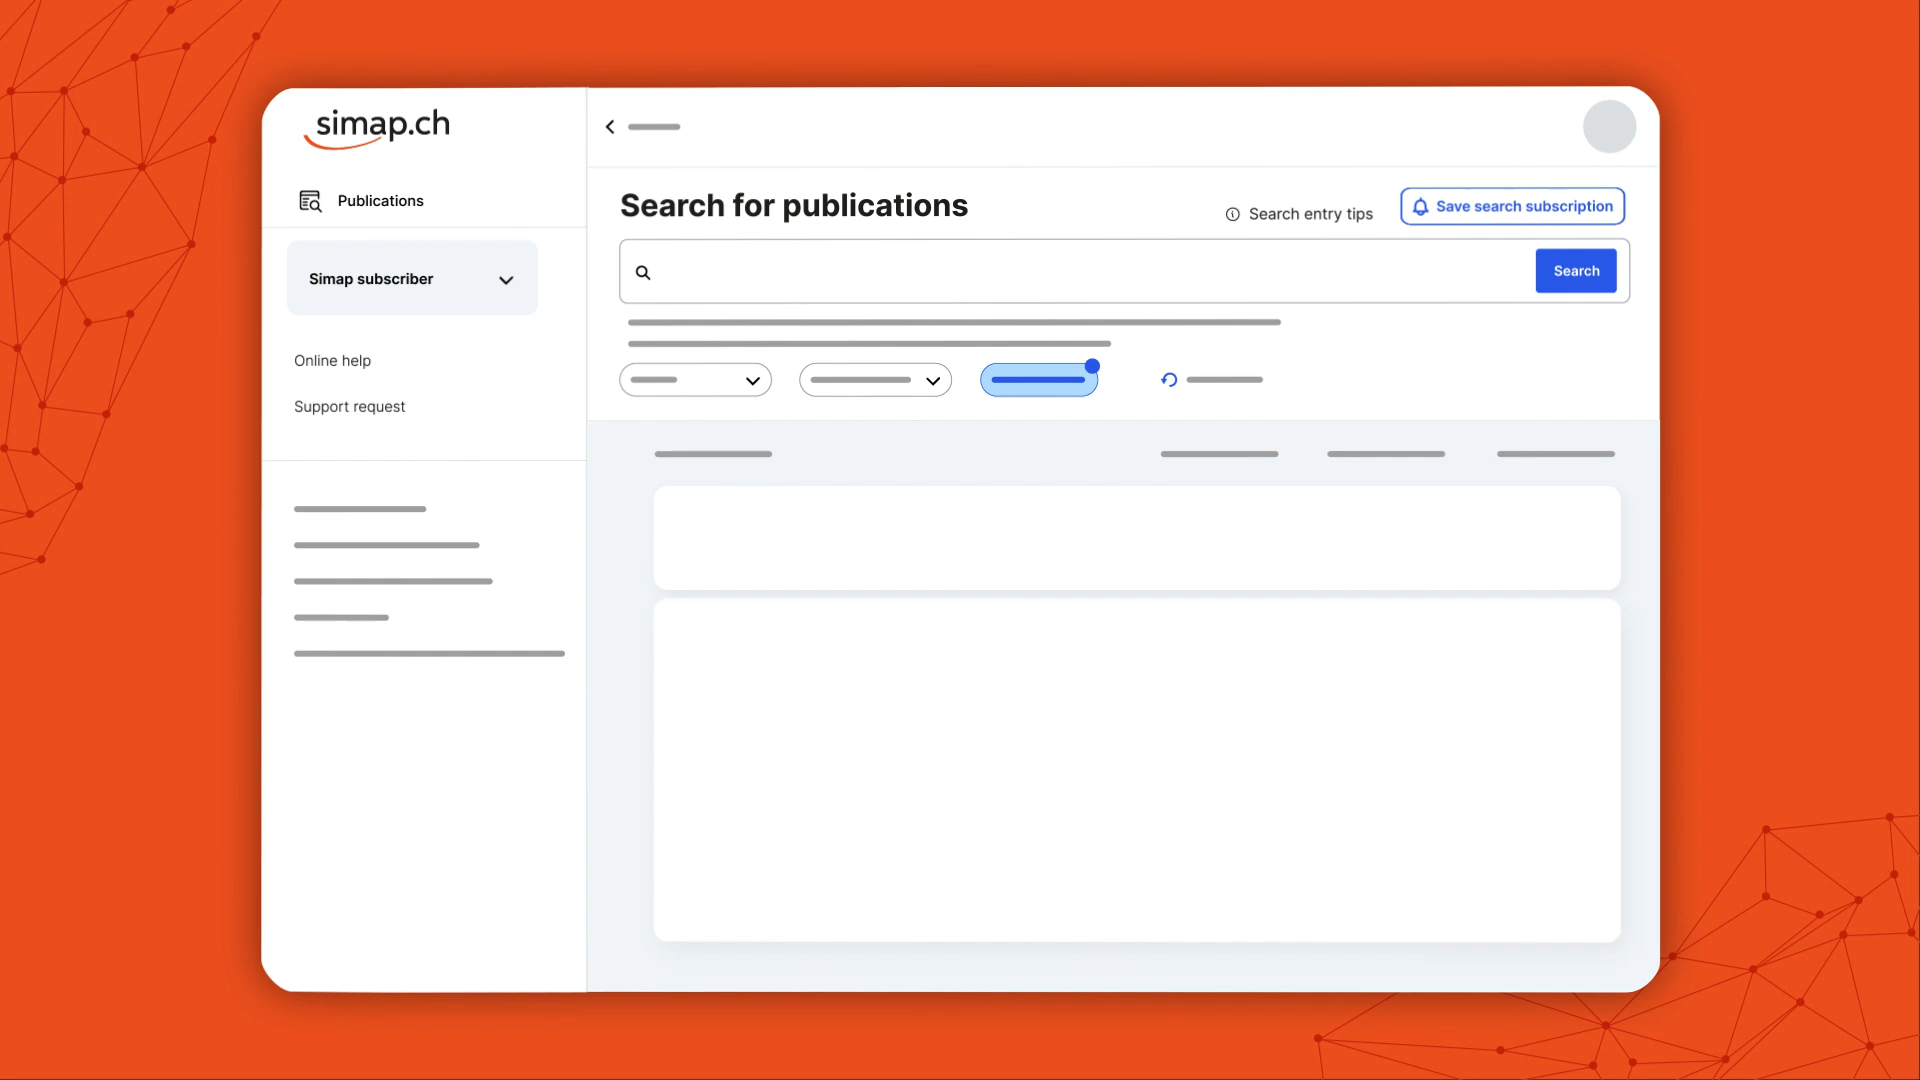 simap.ch
Publications
Simap subscriber
Online help
Support request
Search for publications
Search entry tips
Save search subscription
Search